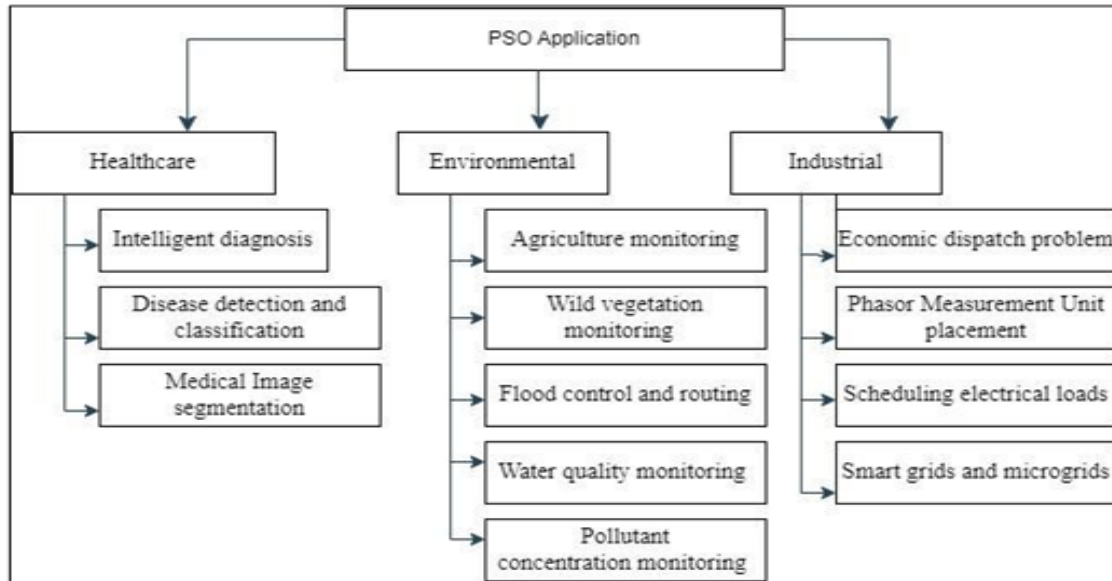 PSO Application
Healthcare
Environmental
Industrial
Intelligent diagnosis
Disease detection and
classification
Medical Image
segmentation
Agriculture monitoring
Wild vegetation
monitoring
Flood control and routing
Water quality monitoring
Pollutant
concentration monitoring
Economic dispatch problem
Phasor Measurement Unit
placement
Scheduling electrical loads
Smart grids and microgrids